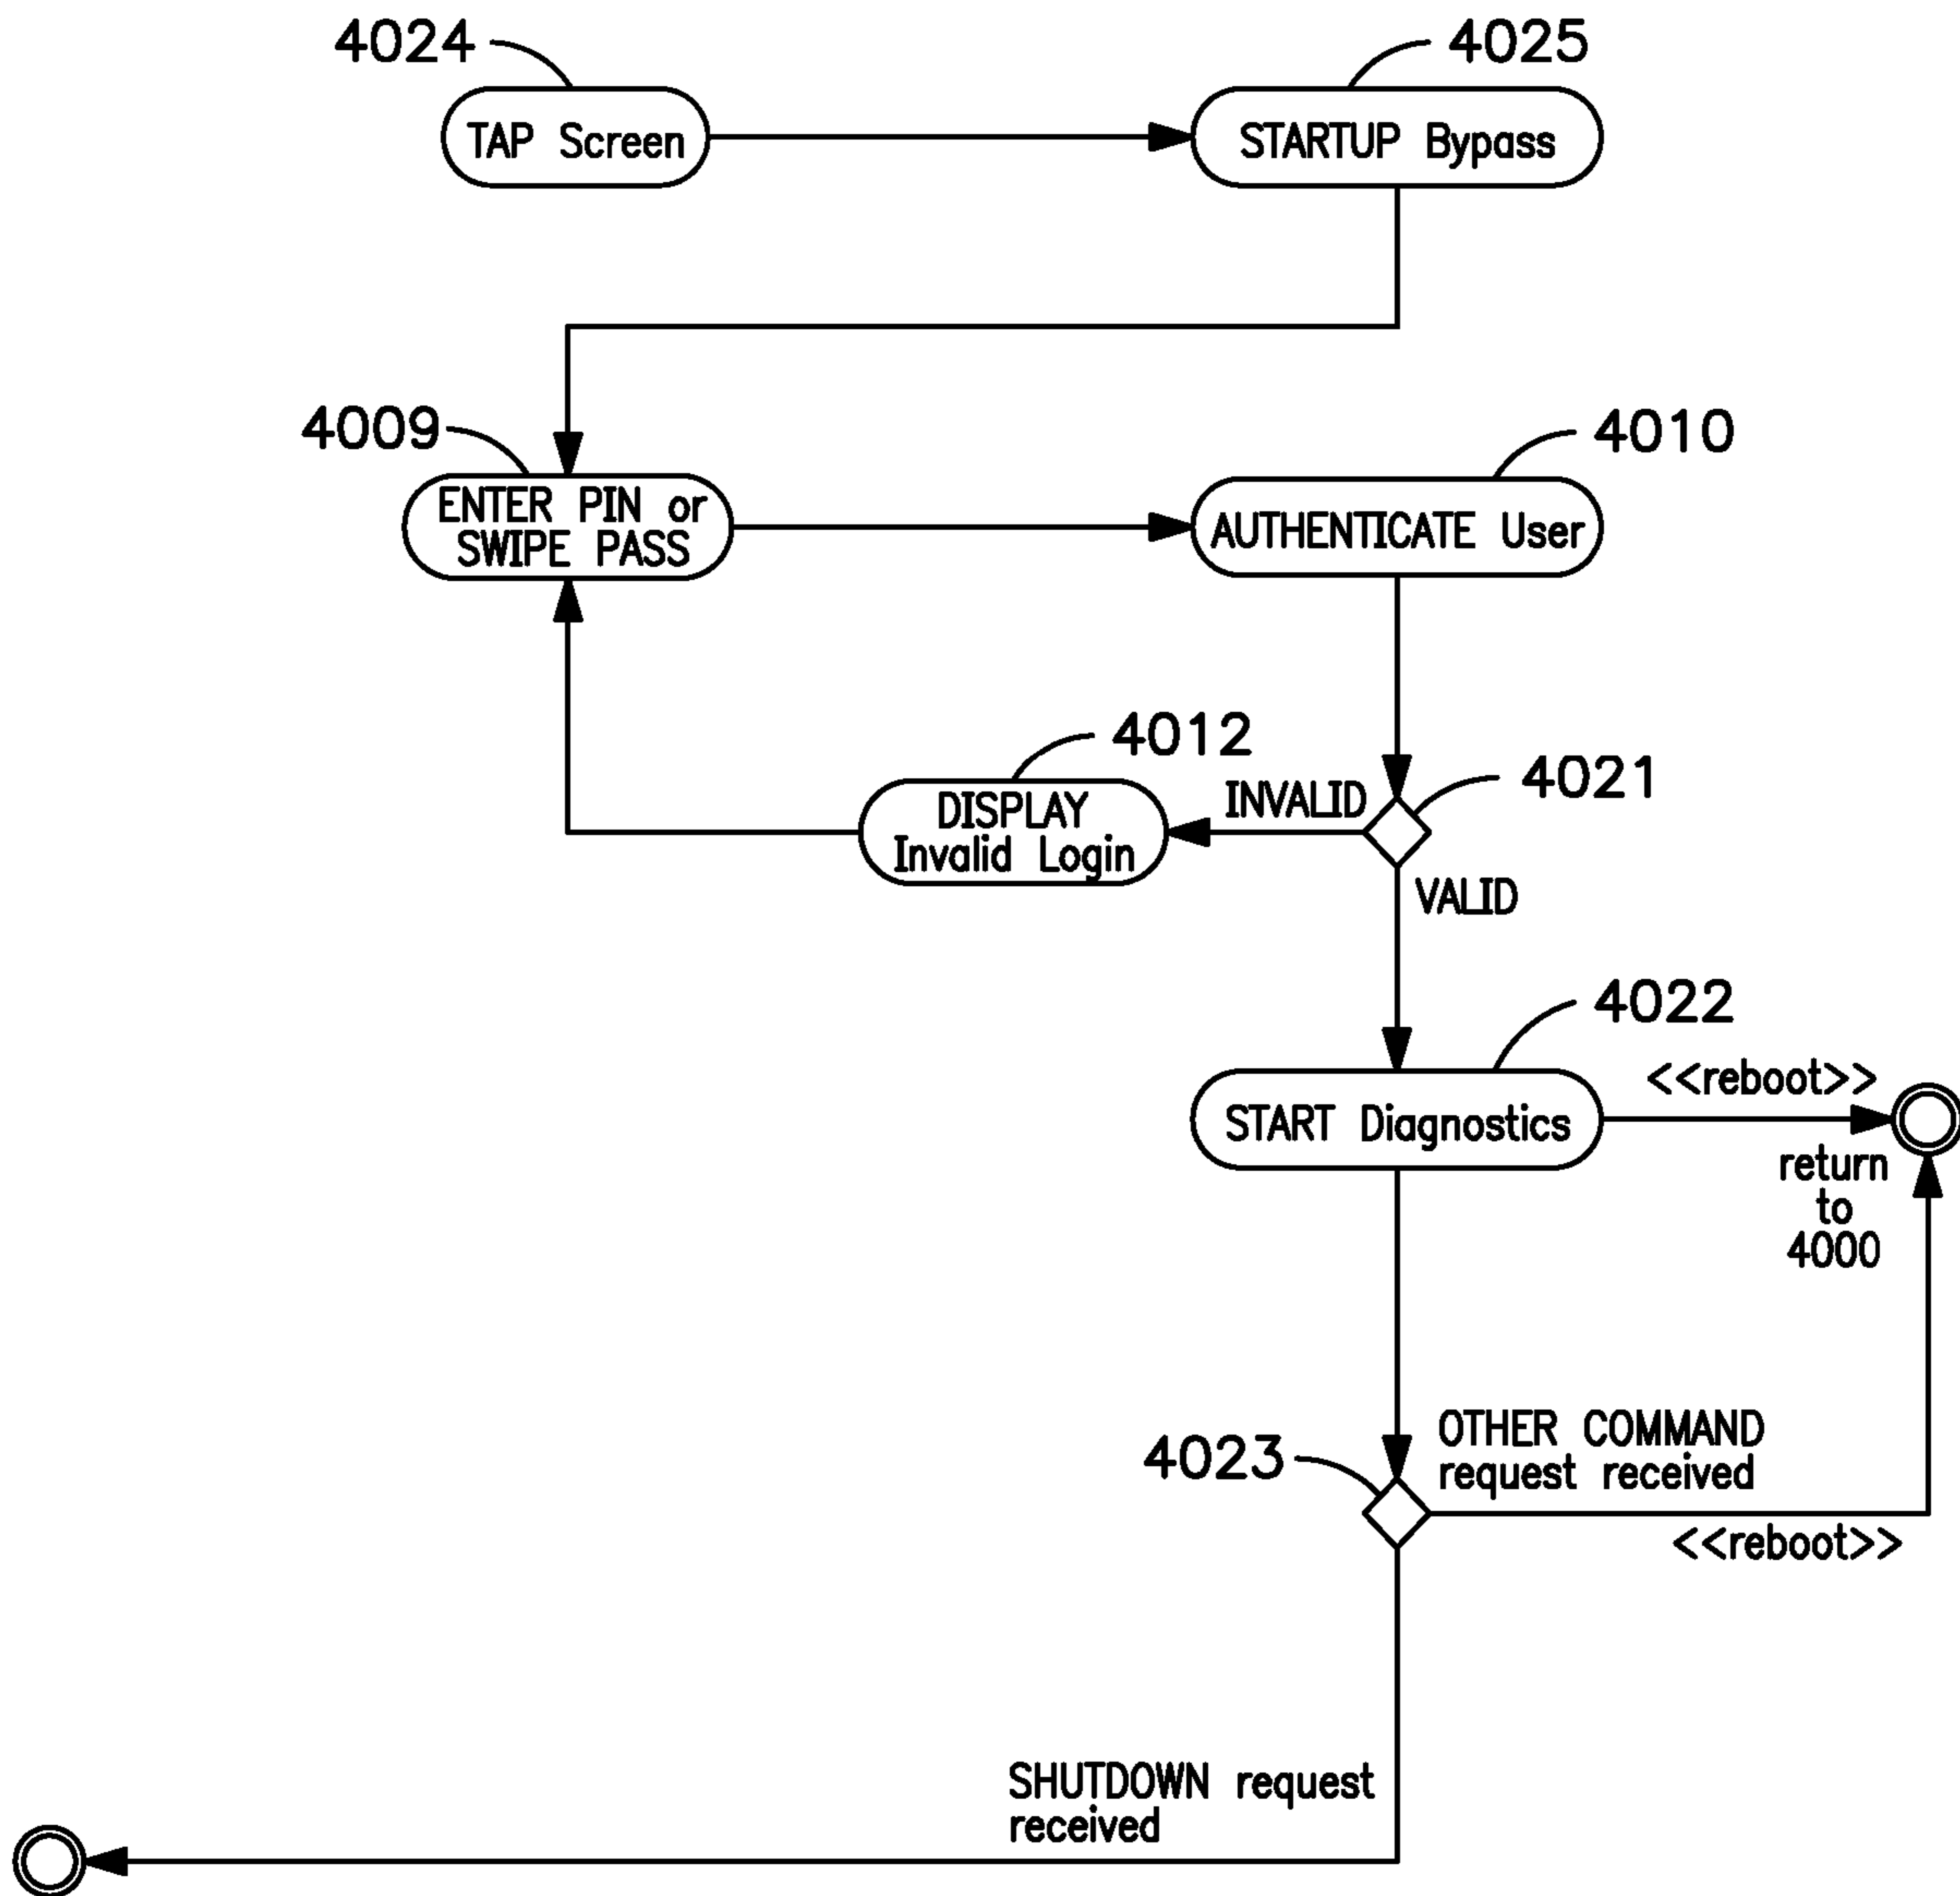 4024
4025
TAP Screen
STARTUP Bypass
4009
4010
ENTER PIN or
SWIPE PASS
AUTHENTICATE User
4012
4021
DISPLAY
Invalid Login
INVALID
VALID
4022
START Diagnostics
<<reboot>>
return
to
4000
4023
OTHER COMMAND
request received
<<reboot>>
SHUTDOWN request
received